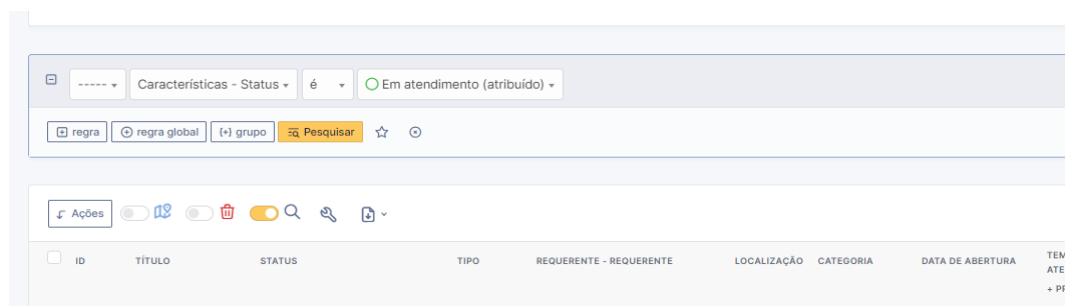 ----- Características - Status é Em atendimento (atribuído)
regra regra global {+} grupo Pesquisar
Ações
ID TÍTULO STATUS TIPO REQUERENTE - REQUERENTE LOCALIZAÇÃO CATEGORIA DATA DE ABERTURA